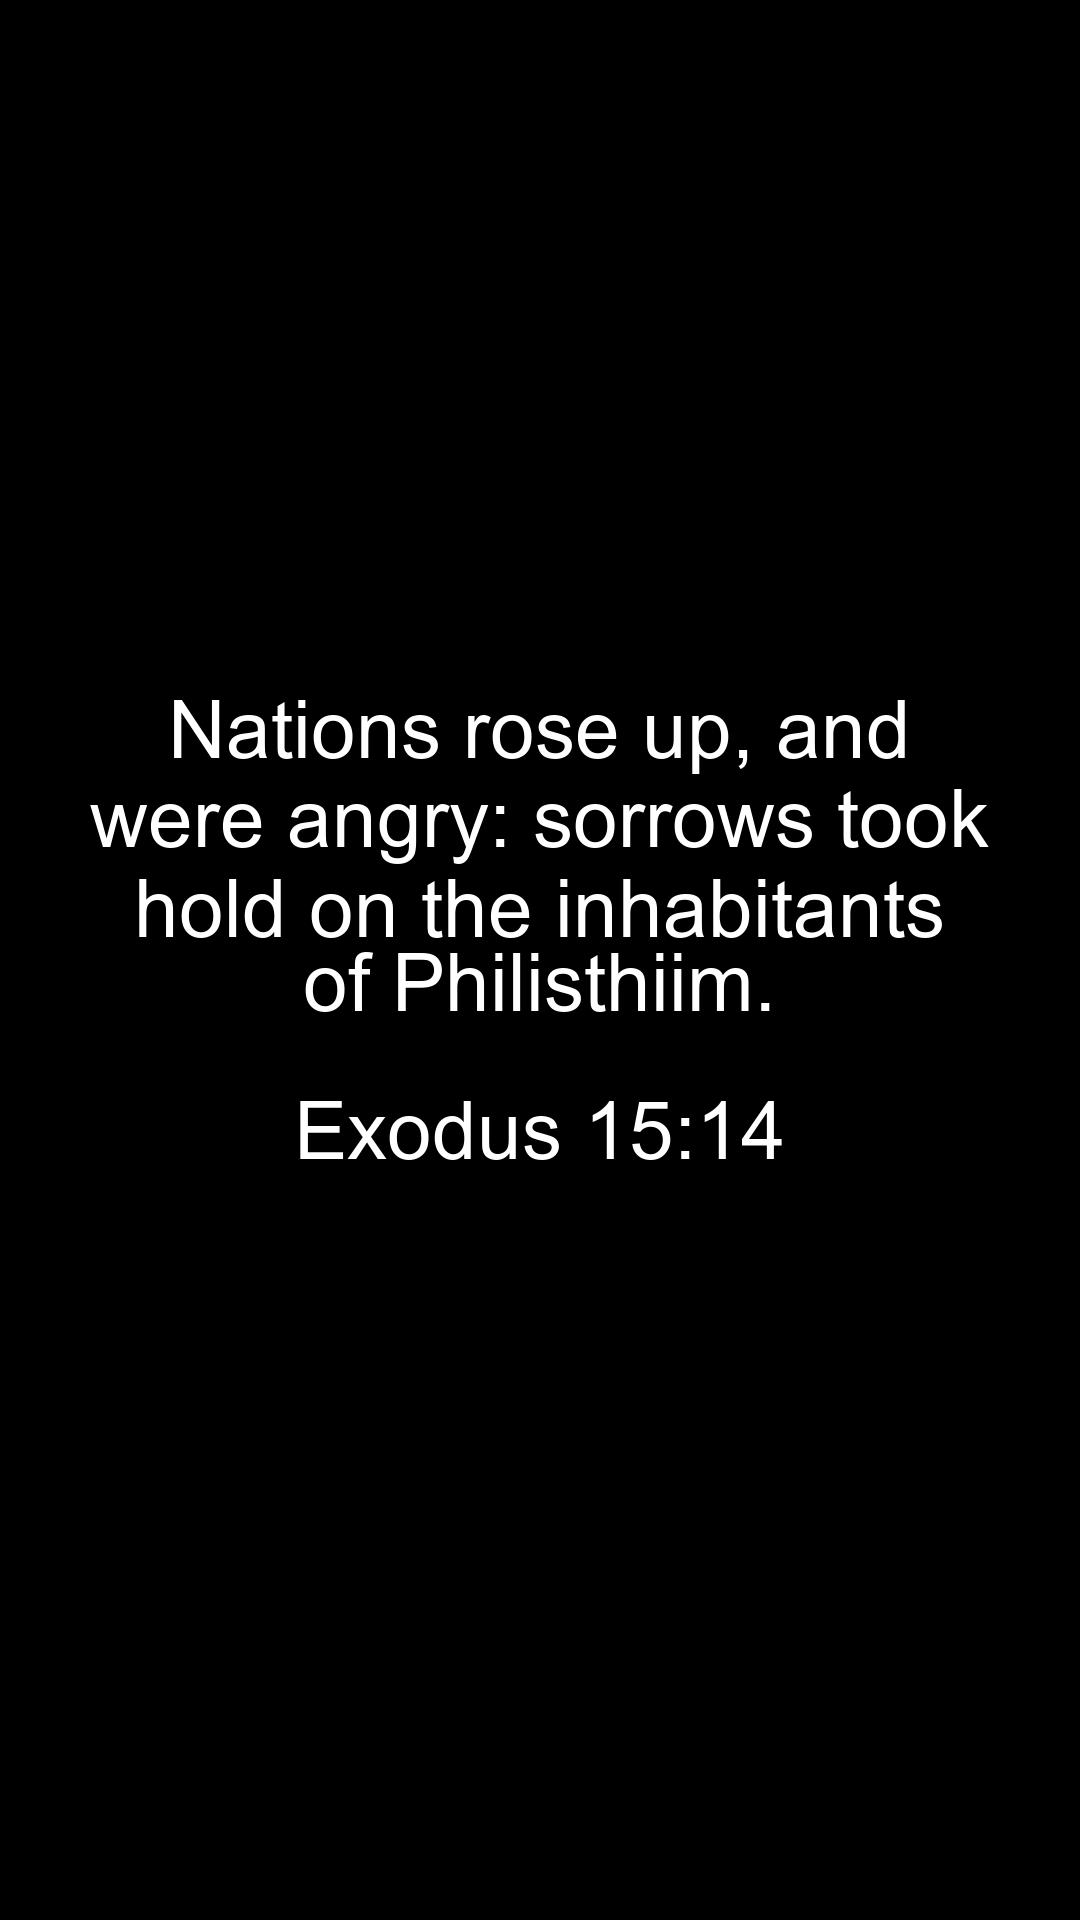 Nations rose up, and
were angry: sorrows took
hold on the inhabitants
of Philisthiim.
Exodus 15:14